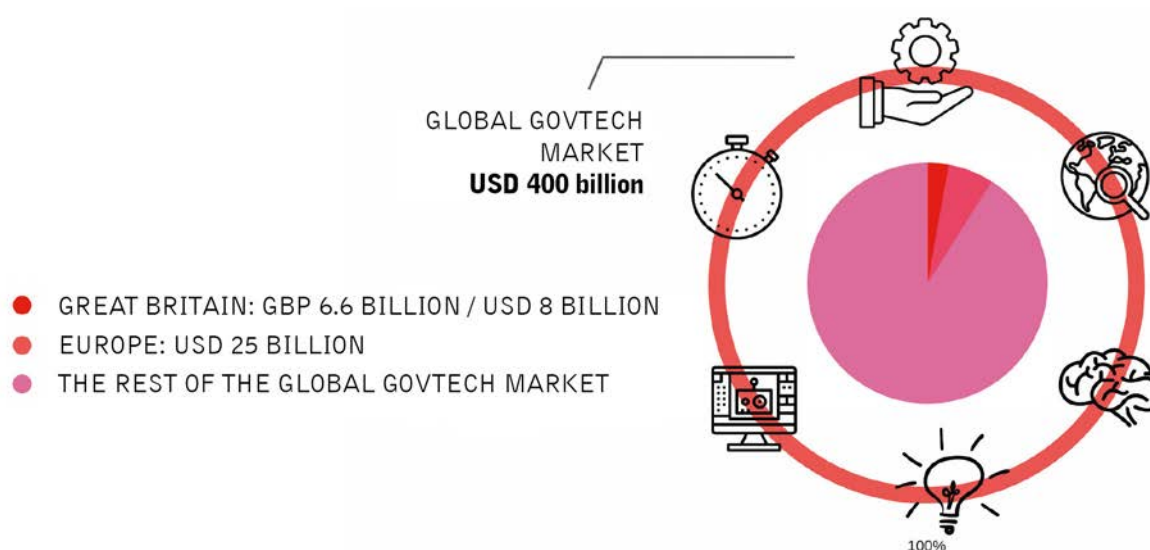 GLOBAL GOVTECH
MARKET
USD 400 billion
GREAT BRITAIN: GBP 6.6 BILLION / USD 8 BILLION
EUROPE: USD 25 BILLION
THE REST OF THE GLOBAL GOVTECH MARKET
100%